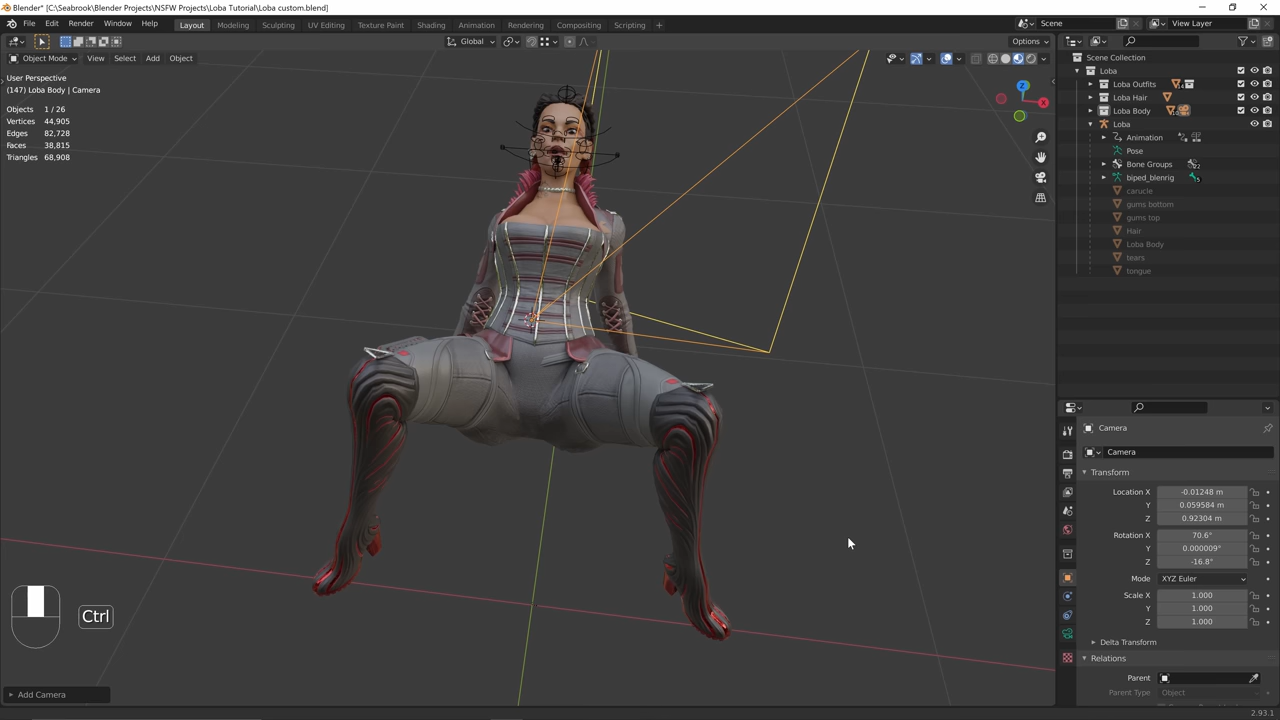 Blender* [C:\Seabrook\Blender Projects\NSFW Projects\Loba Tutorial\Loba custom.blend]
File Edit Render Window Help Layout Modeling Sculpting UV Editing Texture Paint Shading Animation Rendering Compositing Scripting + Scene View Layer
Global Options
Object Mode View Select Add Object
User Perspective
(147) Loba Body | Camera
Objects 1 / 26
Vertices 44,905
Edges 82,728
Faces 38,815
Triangles 68,908
Z
X
Ctrl
Add Camera
Scene Collection
Loba
Loba Outfits
Loba Hair
Loba Body
Loba
Animation
Pose
Bone Groups
biped_blenrig
carucle
gums bottom
gums top
Hair
Loba Body
tears
tongue
Camera
Camera
Transform
Location X -0.01248 m
Y 0.059584 m
Z 0.92304 m
Rotation X 70.6°
Y 0.000009°
Z -16.8°
Mode XYZ Euler
Scale X 1.000
Y 1.000
Z 1.000
Delta Transform
Relations
Parent
Parent Type Object
2.93.1